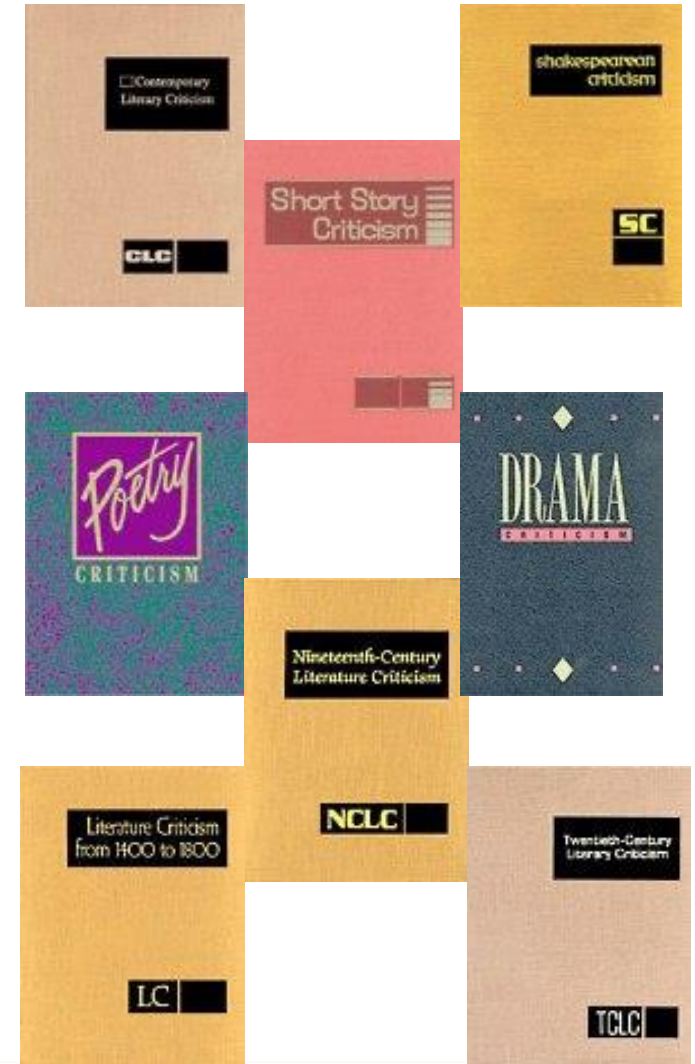 Contemporary
Literary Criticism
CLC
shakespearean
criticism
SC
Short Story
Criticism
Poetry
CRITICISM
DRAMA
CRITICISM
Nineteenth-Century
Literature Criticism
NCLC
Literature Criticism
from 1400 to 1800
LC
Twentieth-Century
Literary Criticism
TCLC